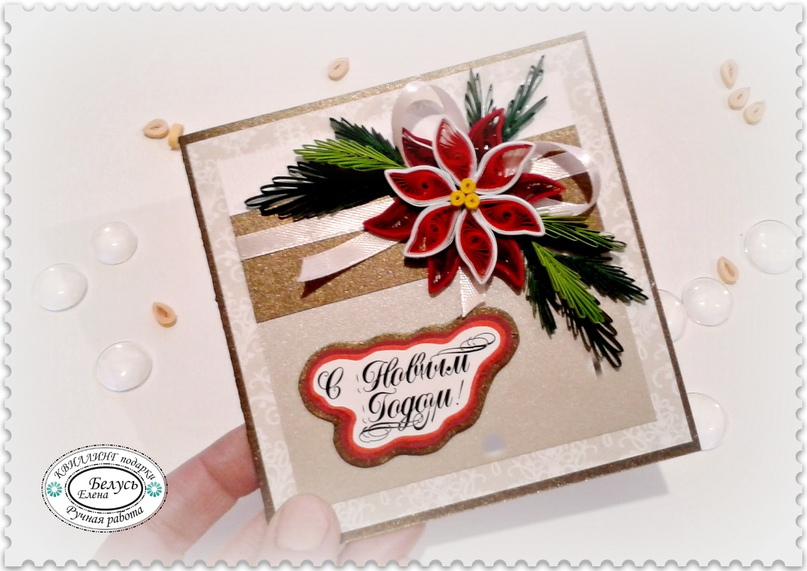 С Новым
Годом!
КВИЛЛИНГ подарки
Белусь
Елена
Ручная работа